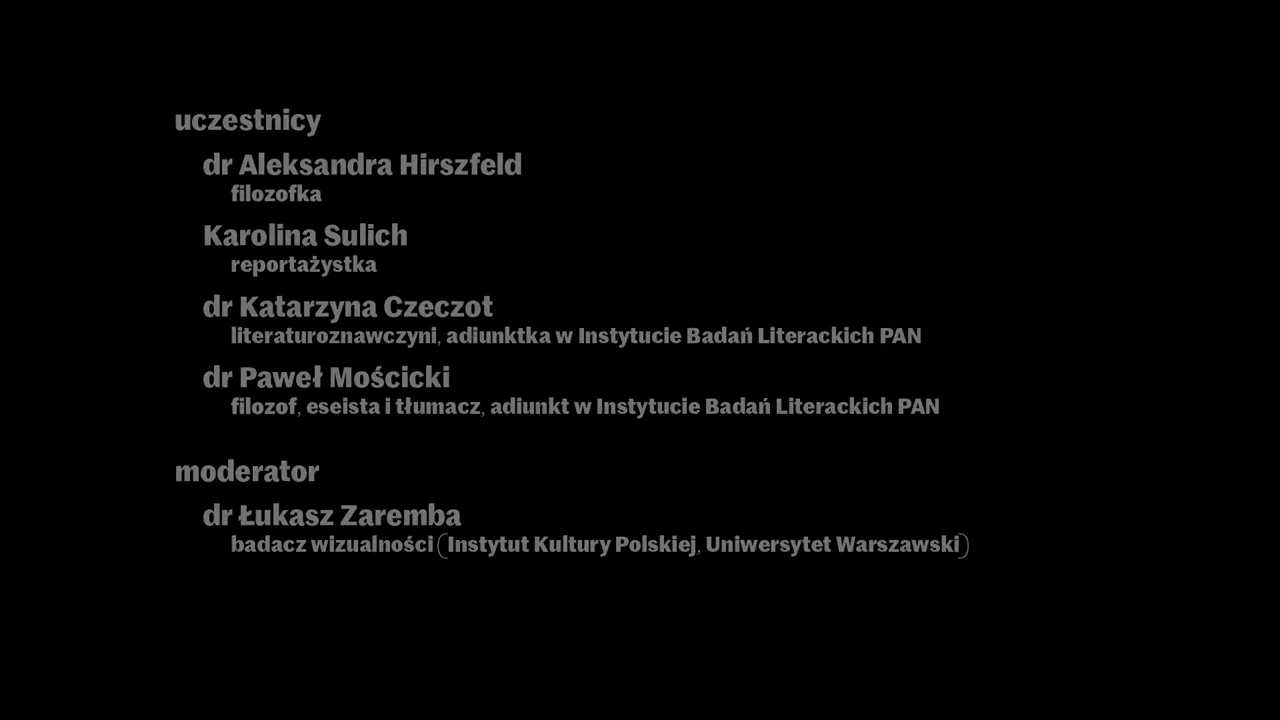 uczestnicy
dr Aleksandra Hirszfeld
filozofka
Karolina Sulich
reportażystka
dr Katarzyna Czeczot
literaturoznawczyni, adiunktka w Instytucie Badań Literackich PAN
dr Paweł Mościcki
filozof, eseista i tłumacz, adiunkt w Instytucie Badań Literackich PAN
moderator
dr Łukasz Zaremba
badacz wizualności (Instytut Kultury Polskiej, Uniwersytet Warszawski)